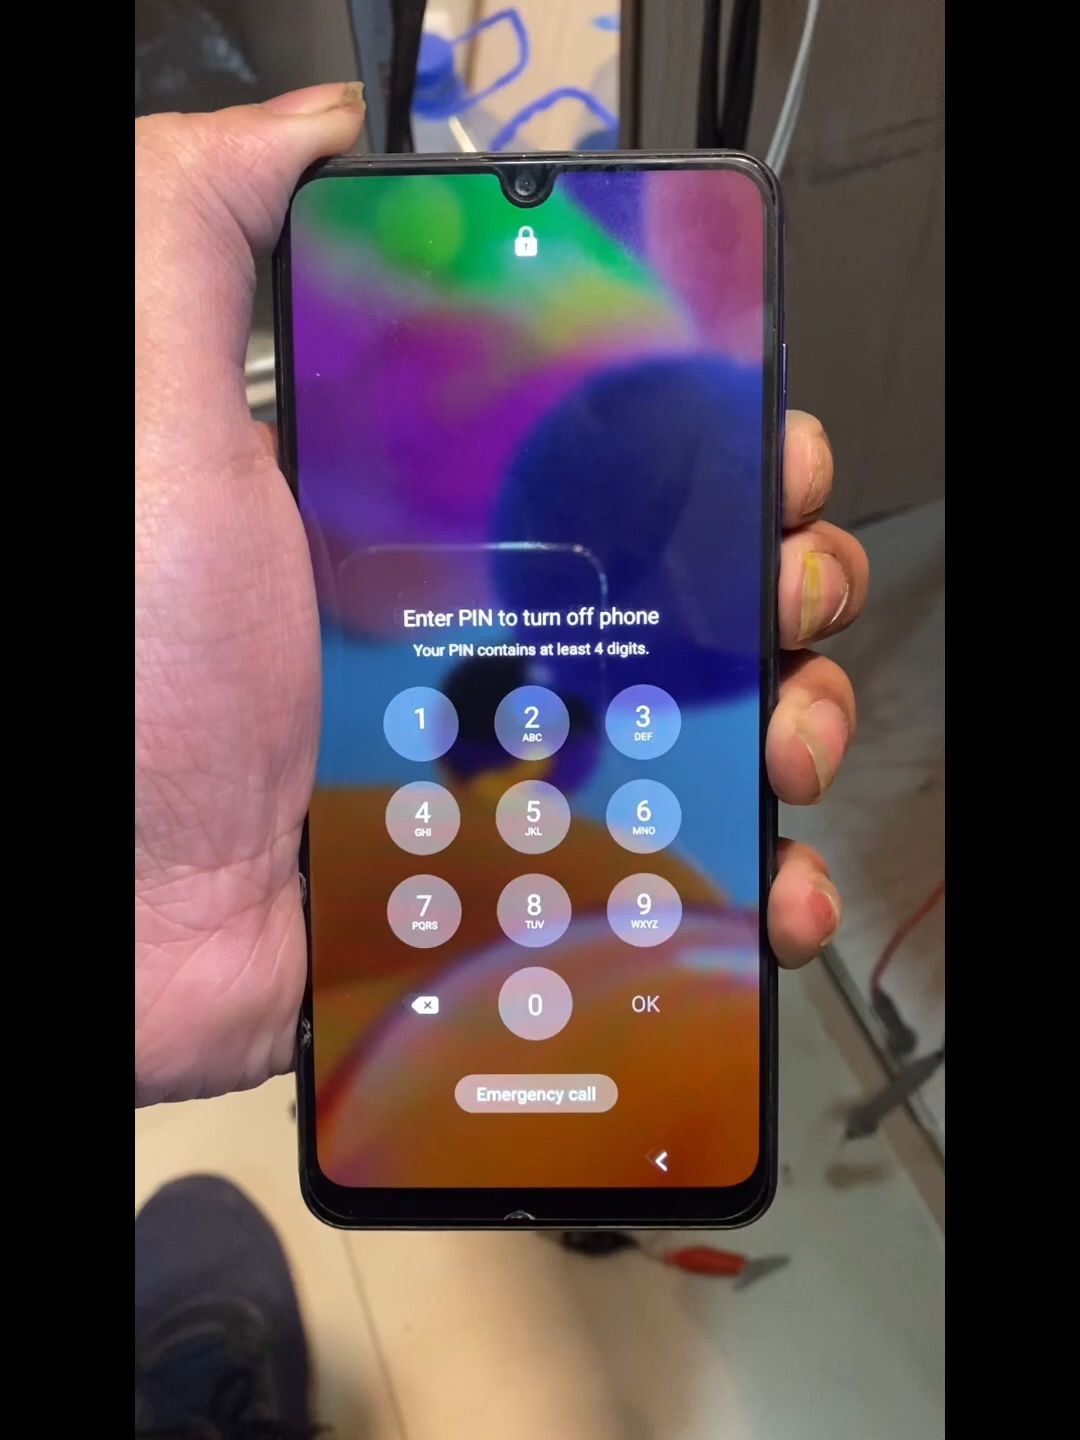 Enter PIN to turn off phone
Your PIN contains at least 4 digits.
1 2 3
ABC DEF
4 5 6
GHI JKL MNO
7 8 9
PQRS TUV WXYZ
0 OK
Emergency call